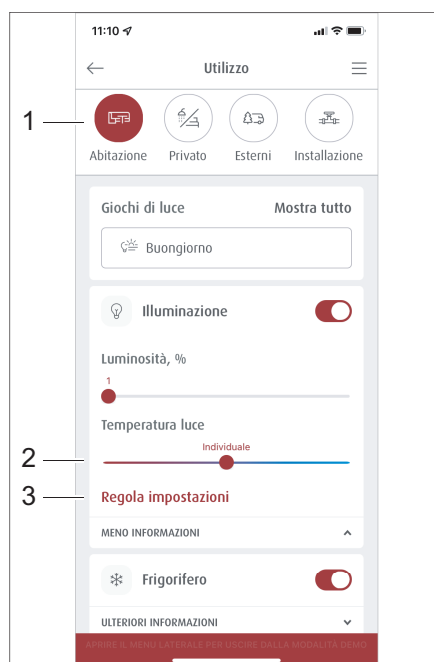 11:10
Utilizzo
1
Abitazione Privato Esterni Installazione
Giochi di luce Mostra tutto
Buongiorno
Illuminazione
Luminosità, %
1
Temperatura luce
Individuale
2
3 Regola impostazioni
MENO INFORMAZIONI
Frigorifero
ULTERIORI INFORMAZIONI
APRIRE IL MENU LATERALE PER USCIRE DALLA MODALITÀ DEMO